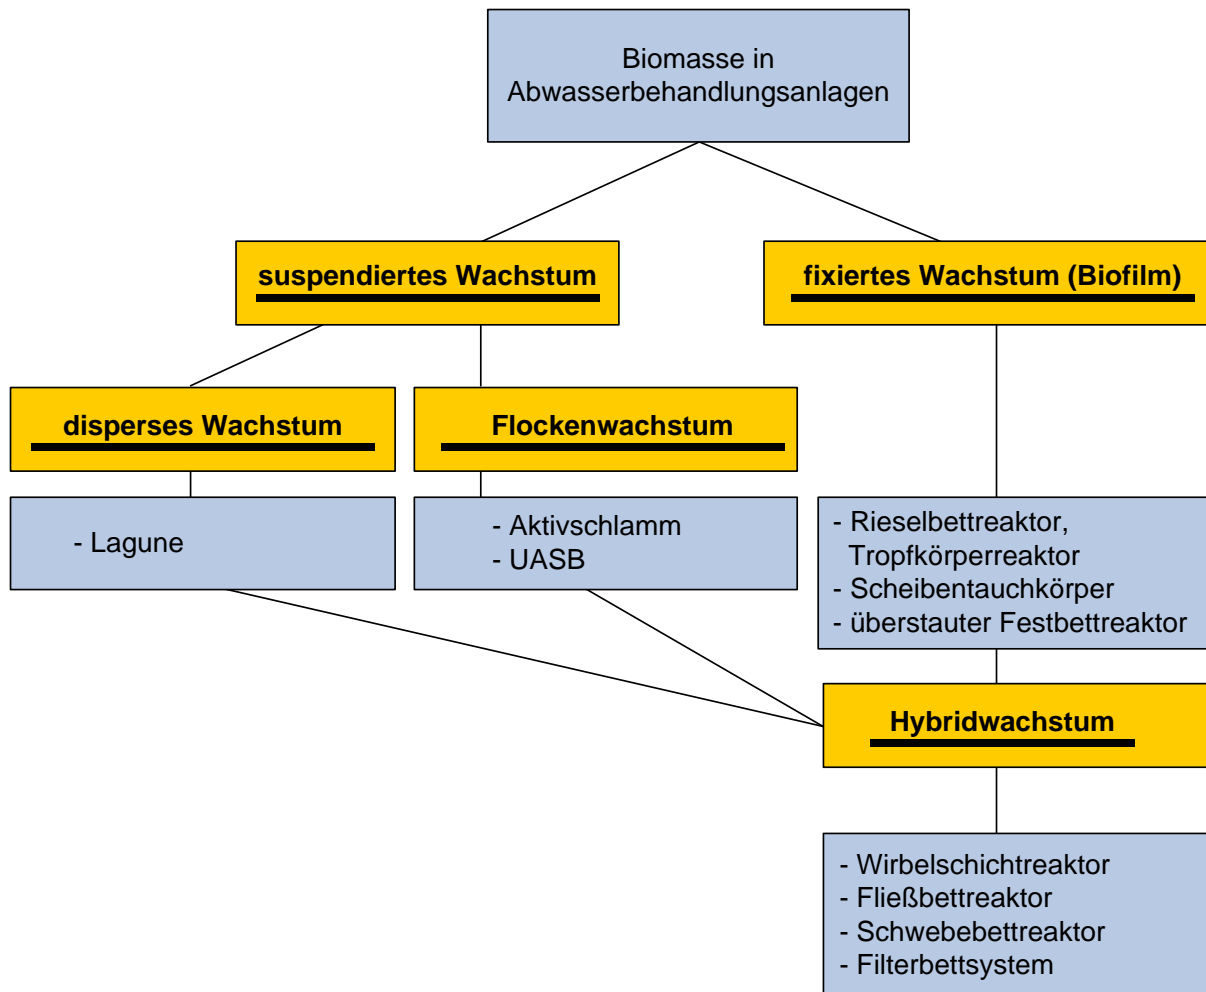 Biomasse in
Abwasserbehandlungsanlagen
suspendiertes Wachstum
fixiertes Wachstum (Biofilm)
disperses Wachstum
Flockenwachstum
- Lagune
- Aktivschlamm
- UASB
- Rieselbettreaktor,
Tropfkörperreaktor
- Scheibentauchkörper
- überstauter Festbettreaktor
Hybridwachstum
- Wirbelschichtreaktor
- Fließbettreaktor
- Schwebebettreaktor
- Filterbettsystem